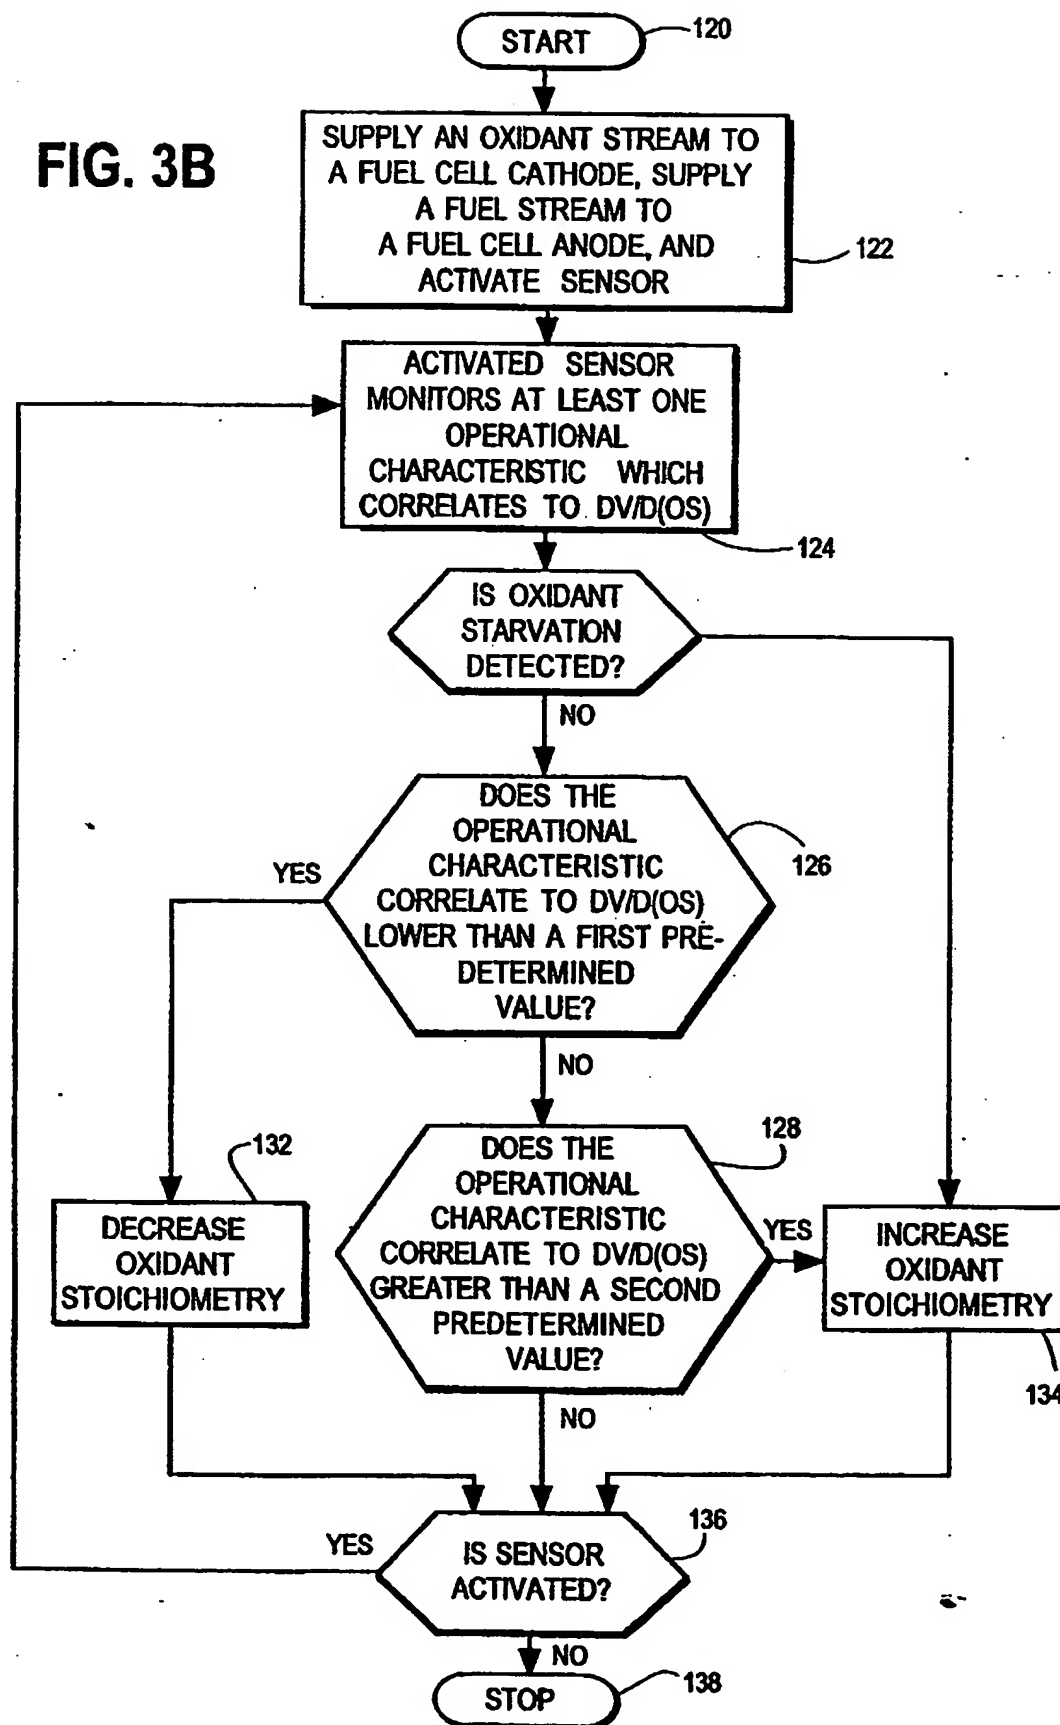 START
120
FIG. 3B
SUPPLY AN OXIDANT STREAM TO
A FUEL CELL CATHODE, SUPPLY
A FUEL STREAM TO
A FUEL CELL ANODE, AND
ACTIVATE SENSOR
122
ACTIVATED SENSOR
MONITORS AT LEAST ONE
OPERATIONAL
CHARACTERISTIC WHICH
CORRELATES TO DV/D(OS)
124
IS OXIDANT
STARVATION
DETECTED?
NO
DOES THE
OPERATIONAL
CHARACTERISTIC
CORRELATE TO DV/D(OS)
LOWER THAN A FIRST PRE-
DETERMINED
VALUE?
126
YES
NO
DOES THE
OPERATIONAL
CHARACTERISTIC
CORRELATE TO DV/D(OS)
GREATER THAN A SECOND
PREDETERMINED
VALUE?
128
YES
132
DECREASE
OXIDANT
STOICHIOMETRY
INCREASE
OXIDANT
STOICHIOMETRY
134
NO
YES
IS SENSOR
ACTIVATED?
136
NO
STOP
138